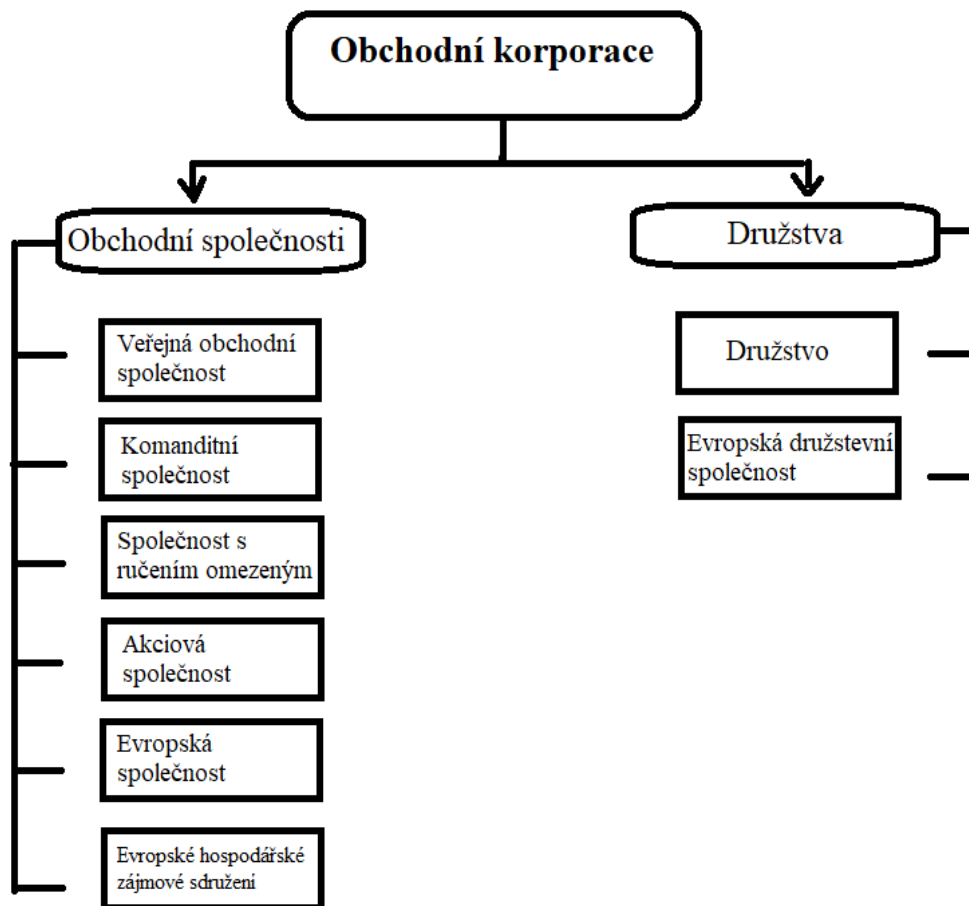 Obchodní korporace
Obchodní společnosti
Veřejná obchodní
společnost
Komanditní
společnost
Společnost s
ručením omezeným
Akciová
společnost
Evropská
společnost
Evropské hospodářské
zájmové sdružení
Družstva
Družstvo
Evropská družstevní
společnost